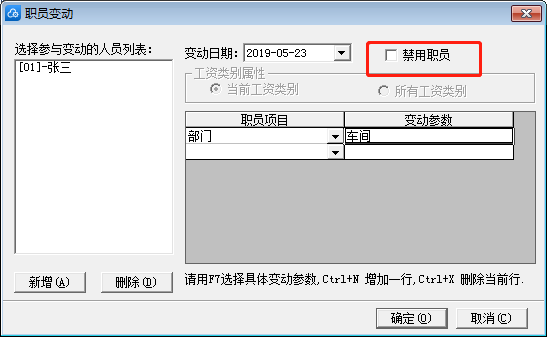 职员变动
选择参与变动的人员列表:
变动日期: 2019-05-23
禁用职员
[01]-张三
工资类别属性
当前工资类别
所有工资类别
职员项目
变动参数
部门
车间
新增(A)
删除(D)
请用F7选择具体变动参数,Ctrl+N 增加一行,Ctrl+X 删除当前行.
确定(O)
取消(C)